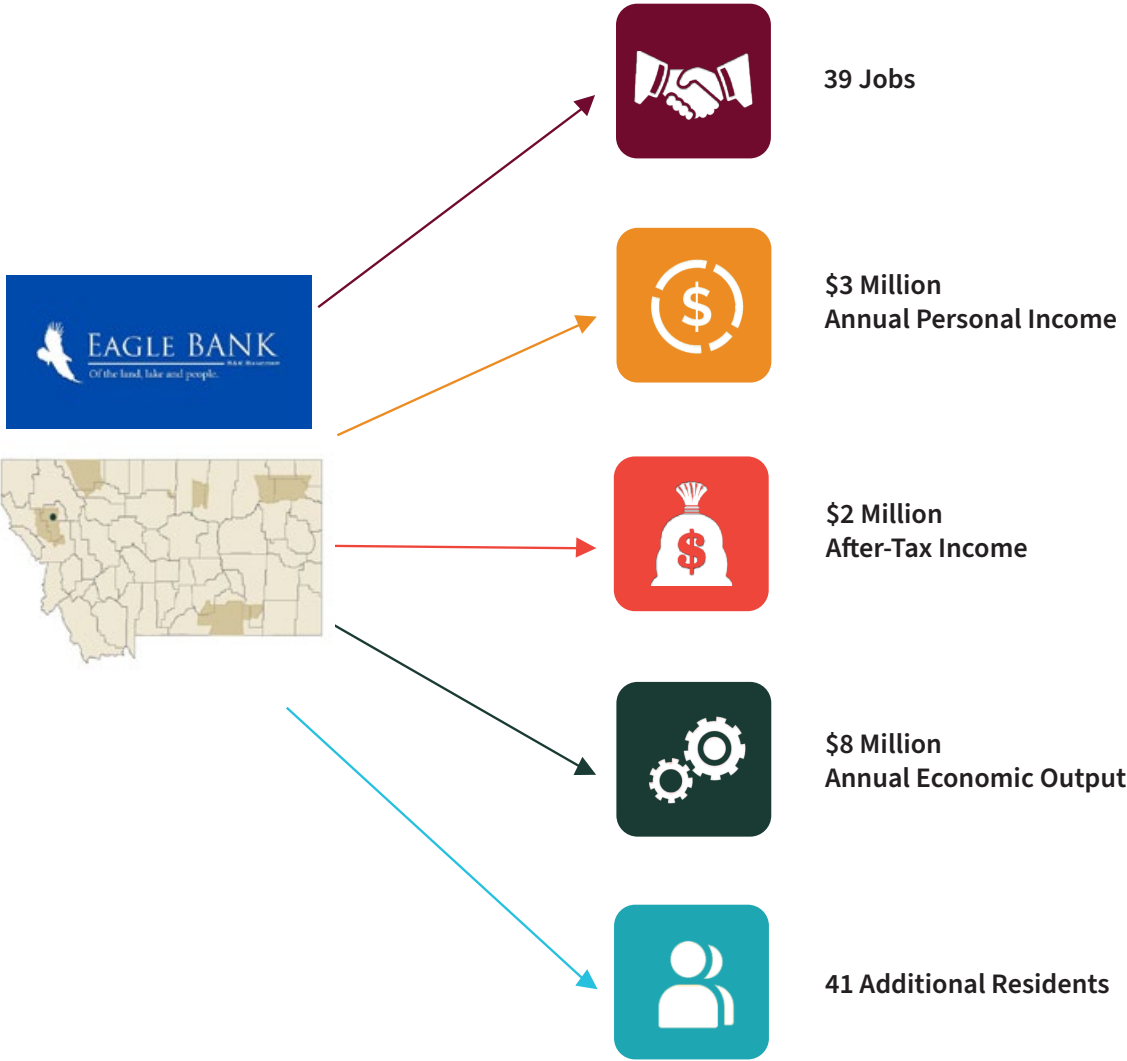 39 Jobs
EAGLE BANK
Of the land, lake and people.
$3 Million
Annual Personal Income
$2 Million
After-Tax Income
$8 Million
Annual Economic Output
41 Additional Residents